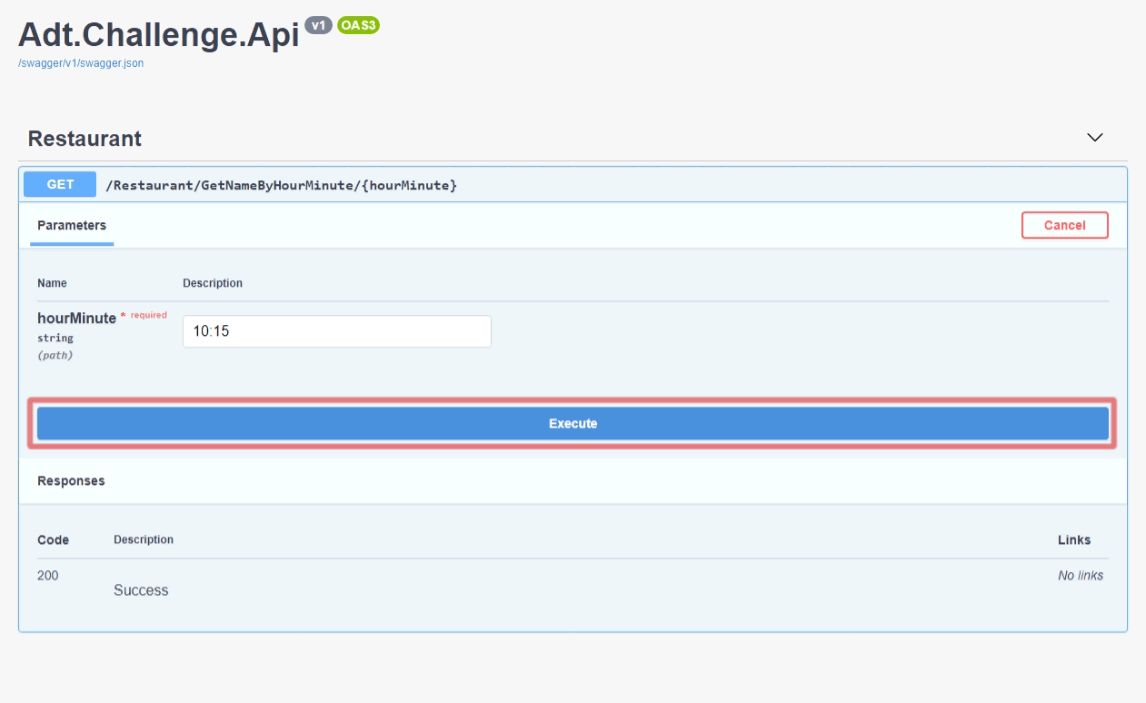 Adt.Challenge.Api v1 OAS3
/swagger/v1/swagger.json
Restaurant
GET /Restaurant/GetNameByHourMinute/{hourMinute}
Parameters Cancel
Name Description
hourMinute * required
string
(path)
10:15
Execute
Responses
Code Description Links
200 Success No links